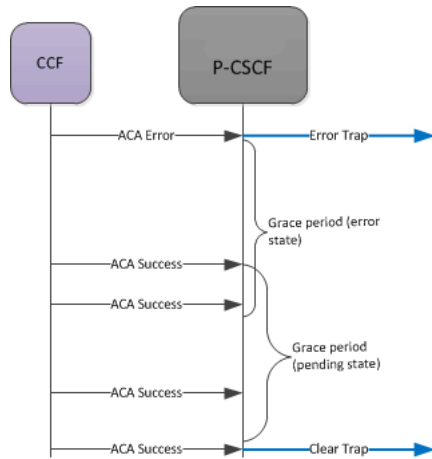 CCF
P-CSCF
ACA Error
Error Trap
Grace period (error
state)
ACA Success
ACA Success
Grace period
(pending state)
ACA Success
ACA Success
Clear Trap